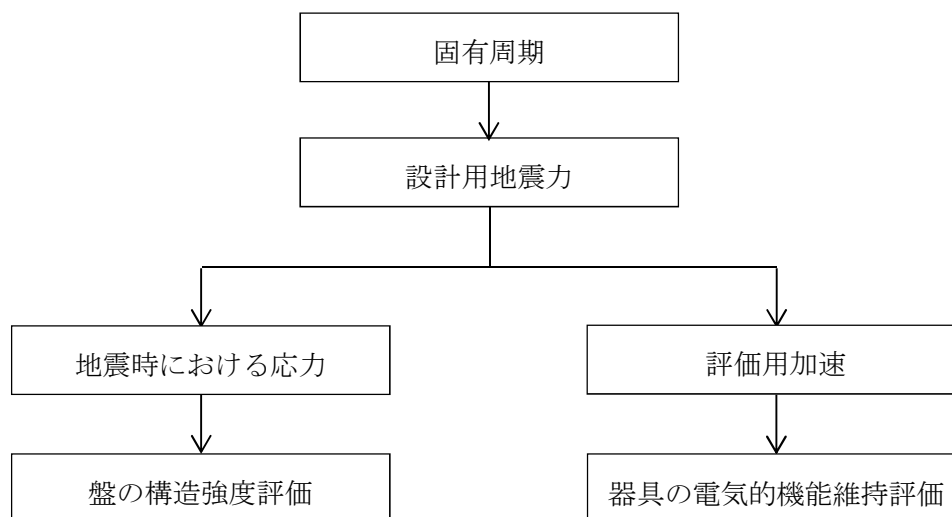 固有周期
設計用地震力
地震時における応力
評価用加速
盤の構造強度評価
器具の電気的機能維持評価